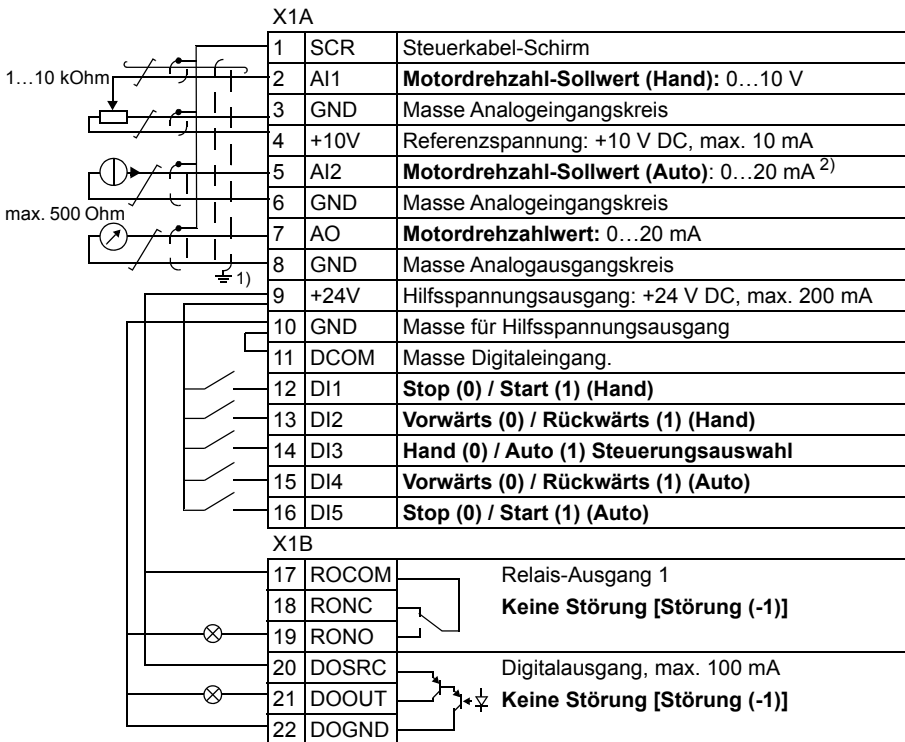 X1A
1 SCR Steuerkabel-Schirm
1…10 kOhm
2 AI1 Motordrehzahl-Sollwert (Hand): 0…10 V
3 GND Masse Analogeingangskreis
4 +10V Referenzspannung: +10 V DC, max. 10 mA
5 AI2 Motordrehzahl-Sollwert (Auto): 0…20 mA 2)
6 GND Masse Analogeingangskreis
max. 500 Ohm
7 AO Motordrehzahlwert: 0…20 mA
8 GND Masse Analogausgangskreis
1)
9 +24V Hilfsspannungsausgang: +24 V DC, max. 200 mA
10 GND Masse für Hilfsspannungsausgang
11 DCOM Masse Digitaleingang.
12 DI1 Stop (0) / Start (1) (Hand)
13 DI2 Vorwärts (0) / Rückwärts (1) (Hand)
14 DI3 Hand (0) / Auto (1) Steuerungsauswahl
15 DI4 Vorwärts (0) / Rückwärts (1) (Auto)
16 DI5 Stop (0) / Start (1) (Auto)
X1B
17 ROCOM Relais-Ausgang 1
18 RONC Keine Störung [Störung (-1)]
19 RONO
20 DOSRC Digitalausgang, max. 100 mA
21 DOOUT Keine Störung [Störung (-1)]
22 DOGND